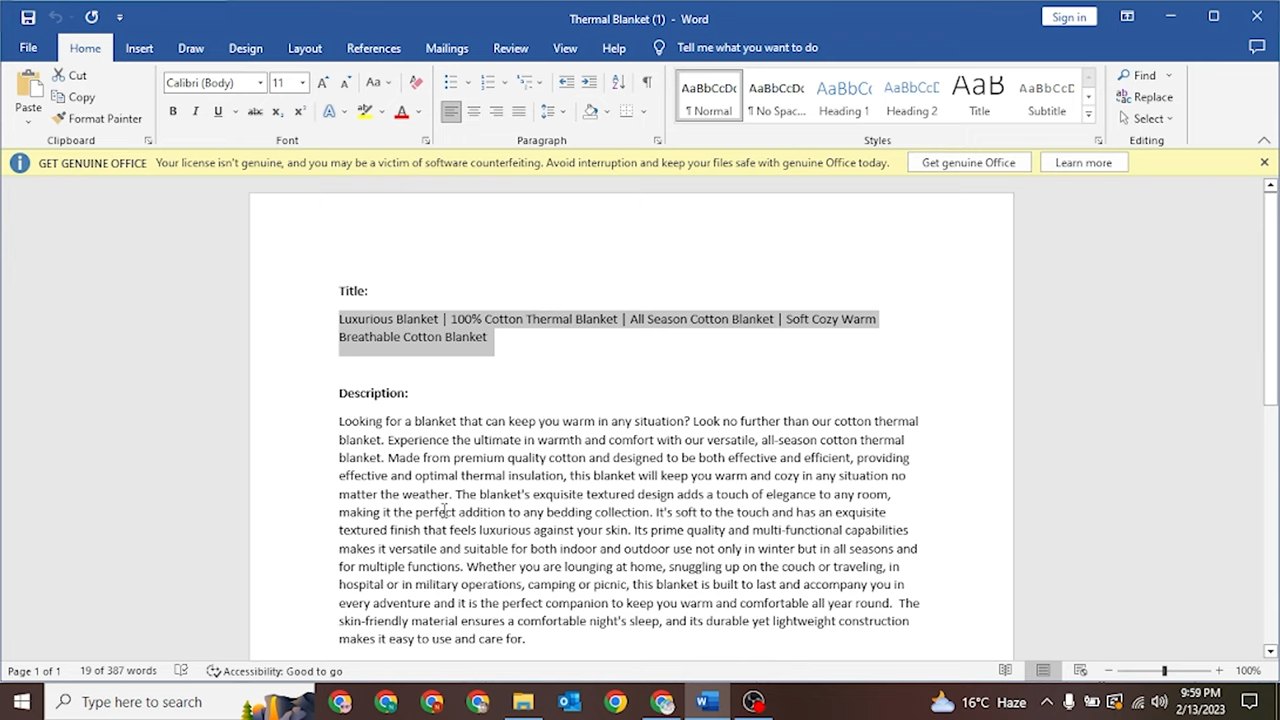 Thermal Blanket (1) - Word
Sign in
File Home Insert Draw Design Layout References Mailings Review View Help Tell me what you want to do
Paste
Cut
Copy
Format Painter
Clipboard
Calibri (Body) 11
Font
Paragraph
AaBbCcDc AaBbCcDc AaBbCc AaBbCcD AaB AaBbCcD
¶ Normal ¶ No Spac... Heading 1 Heading 2 Title Subtitle
Styles
Find
Replace
Select
Editing
GET GENUINE OFFICE Your license isn't genuine, and you may be a victim of software counterfeiting. Avoid interruption and keep your files safe with genuine Office today. Get genuine Office Learn more
Title:
Luxurious Blanket | 100% Cotton Thermal Blanket | All Season Cotton Blanket | Soft Cozy Warm
Breathable Cotton Blanket
Description:
Looking for a blanket that can keep you warm in any situation? Look no further than our cotton thermal
blanket. Experience the ultimate in warmth and comfort with our versatile, all-season cotton thermal
blanket. Made from premium quality cotton and designed to be both effective and efficient, providing
effective and optimal thermal insulation, this blanket will keep you warm and cozy in any situation no
matter the weather. The blanket's exquisite textured design adds a touch of elegance to any room,
making it the perfect addition to any bedding collection. It's soft to the touch and has an exquisite
textured finish that feels luxurious against your skin. Its prime quality and multi-functional capabilities
makes it versatile and suitable for both indoor and outdoor use not only in winter but in all seasons and
for multiple functions. Whether you are lounging at home, snuggling up on the couch or traveling, in
hospital or in military operations, camping or picnic, this blanket is built to last and accompany you in
every adventure and it is the perfect companion to keep you warm and comfortable all year round. The
skin-friendly material ensures a comfortable night's sleep, and its durable yet lightweight construction
makes it easy to use and care for.
Page 1 of 1 19 of 387 words Accessibility: Good to go 100%
Type here to search
16°C Haze
9:59 PM
2/13/2023